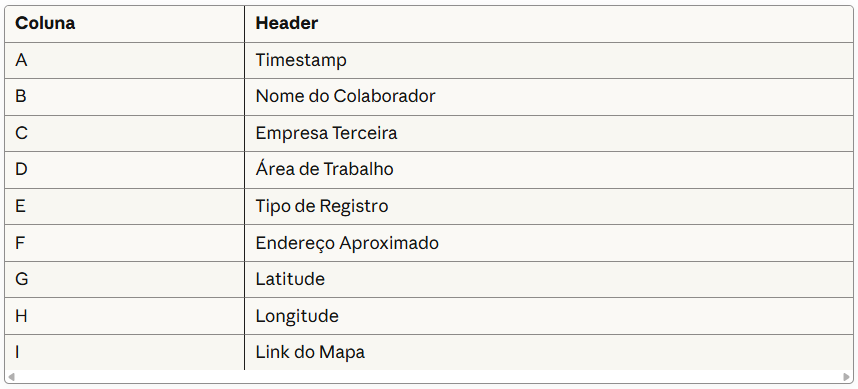 Coluna Header
A Timestamp
B Nome do Colaborador
C Empresa Terceira
D Área de Trabalho
E Tipo de Registro
F Endereço Aproximado
G Latitude
H Longitude
I Link do Mapa